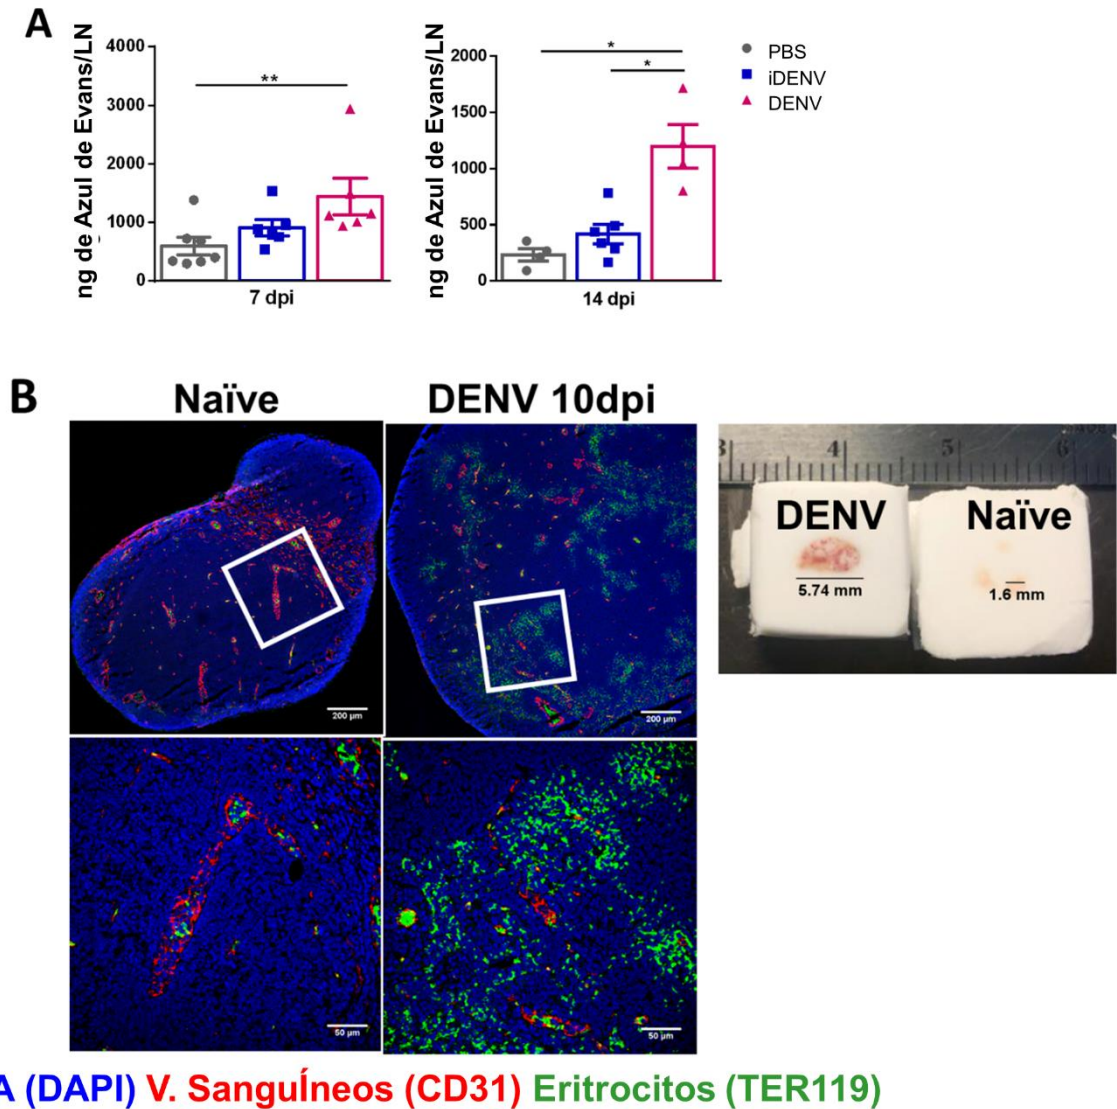 A
ng de Azul de Evans/LN
4000
3000
2000
1000
0
**
7 dpi
ng de Azul de Evans/LN
2000
1500
1000
500
0
*
*
14 dpi
PBS
iDENV
DENV
B
Naïve
DENV 10dpi
200 µm
200 µm
50 µm
50 µm
3 4 5 6
DENV
Naïve
5.74 mm
1.6 mm
A (DAPI) V. SanguÍneos (CD31) Eritrocitos (TER119)